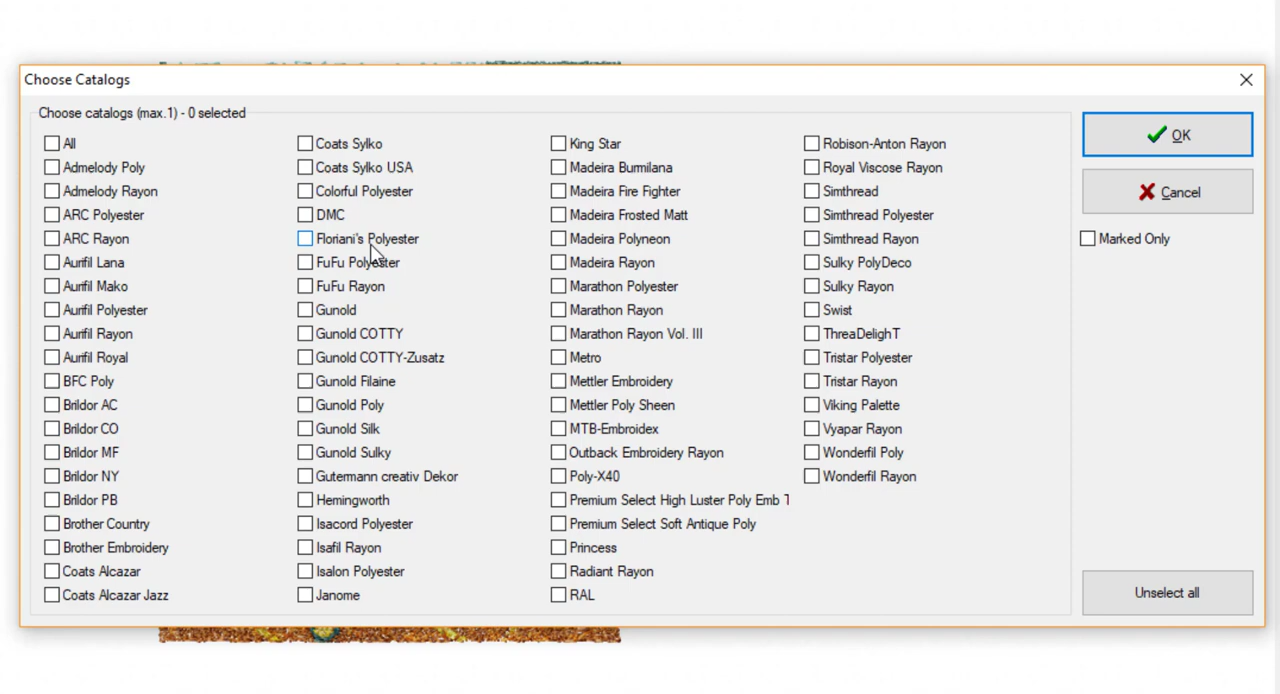 Choose Catalogs
Choose catalogs (max.1) - 0 selected
All
Admelody Poly
Admelody Rayon
ARC Polyester
ARC Rayon
Aurifil Lana
Aurifil Mako
Aurifil Polyester
Aurifil Rayon
Aurifil Royal
BFC Poly
Brildor AC
Brildor CO
Brildor MF
Brildor NY
Brildor PB
Brother Country
Brother Embroidery
Coats Alcazar
Coats Alcazar Jazz
Coats Sylko
Coats Sylko USA
Colorful Polyester
DMC
Floriani's Polyester
FuFu Polyester
FuFu Rayon
Gunold
Gunold COTTY
Gunold COTTY-Zusatz
Gunold Filaine
Gunold Poly
Gunold Silk
Gunold Sulky
Gutermann creativ Dekor
Hemingworth
Isacord Polyester
Isafil Rayon
Isalon Polyester
Janome
King Star
Madeira Burmilana
Madeira Fire Fighter
Madeira Frosted Matt
Madeira Polyneon
Madeira Rayon
Marathon Polyester
Marathon Rayon
Marathon Rayon Vol. III
Metro
Mettler Embroidery
Mettler Poly Sheen
MTB-Embroidex
Outback Embroidery Rayon
Poly-X40
Premium Select High Luster Poly Emb T
Premium Select Soft Antique Poly
Princess
Radiant Rayon
RAL
Robison-Anton Rayon
Royal Viscose Rayon
Simthread
Simthread Polyester
Simthread Rayon
Sulky PolyDeco
Sulky Rayon
Swist
ThreaDelighT
Tristar Polyester
Tristar Rayon
Viking Palette
Vyapar Rayon
Wonderfil Poly
Wonderfil Rayon
OK
Cancel
Marked Only
Unselect all